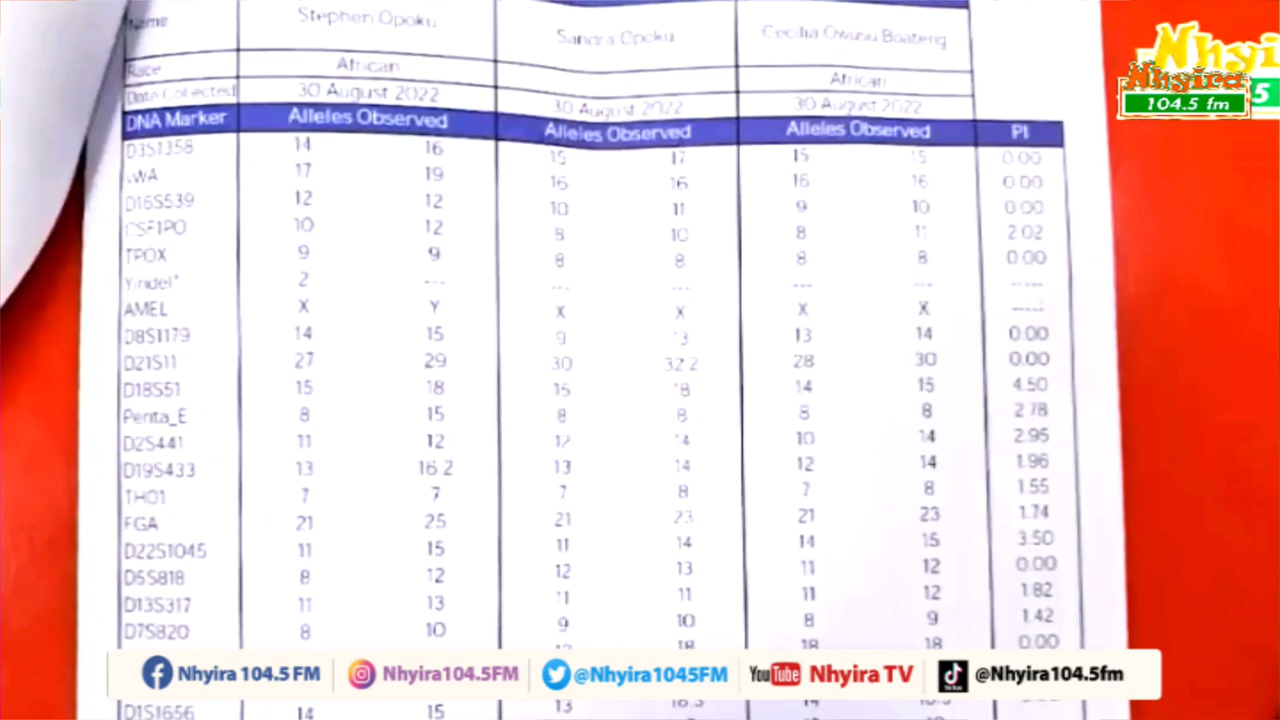 Name Stephen Opoku Sandra Opoku Cecilia Owusu Boateng
Race African African
Date Collected 30 August 2022 30 August 2022 30 August 2022
DNA Marker Alleles Observed Alleles Observed Alleles Observed PI
D3S1358 14 16 15 17 15 15 0.00
vWA 17 19 16 16 16 16 0.00
D16S539 12 12 10 11 9 10 0.00
CSF1PO 10 12 8 10 8 11 2.02
TPOX 9 9 8 8 8 8 0.00
Yindel* 2 --- --- --- --- ---
AMEL X Y X X X X
D8S1179 14 15 9 13 13 14 0.00
D21S11 27 29 30 32.2 28 30 0.00
D18S51 15 18 15 18 14 15 4.50
Penta_E 8 15 8 8 8 8 2.78
D2S441 11 12 12 14 10 14 2.95
D19S433 13 16.2 13 14 12 14 1.96
TH01 7 7 7 8 7 8 1.55
FGA 21 25 21 23 21 23 1.74
D22S1045 11 15 11 14 14 15 3.50
D5S818 8 12 12 13 11 12 0.00
D13S317 11 13 11 11 11 12 1.82
D7S820 8 10 9 10 8 9 1.42
18 18 18 0.00
D1S1656 14 15 13
Nhyira
104.5 fm
Nhyi
5
Nhyira 104.5 FM
Nhyira104.5FM
@Nhyira1045FM
YouTube Nhyira TV
@Nhyira104.5fm